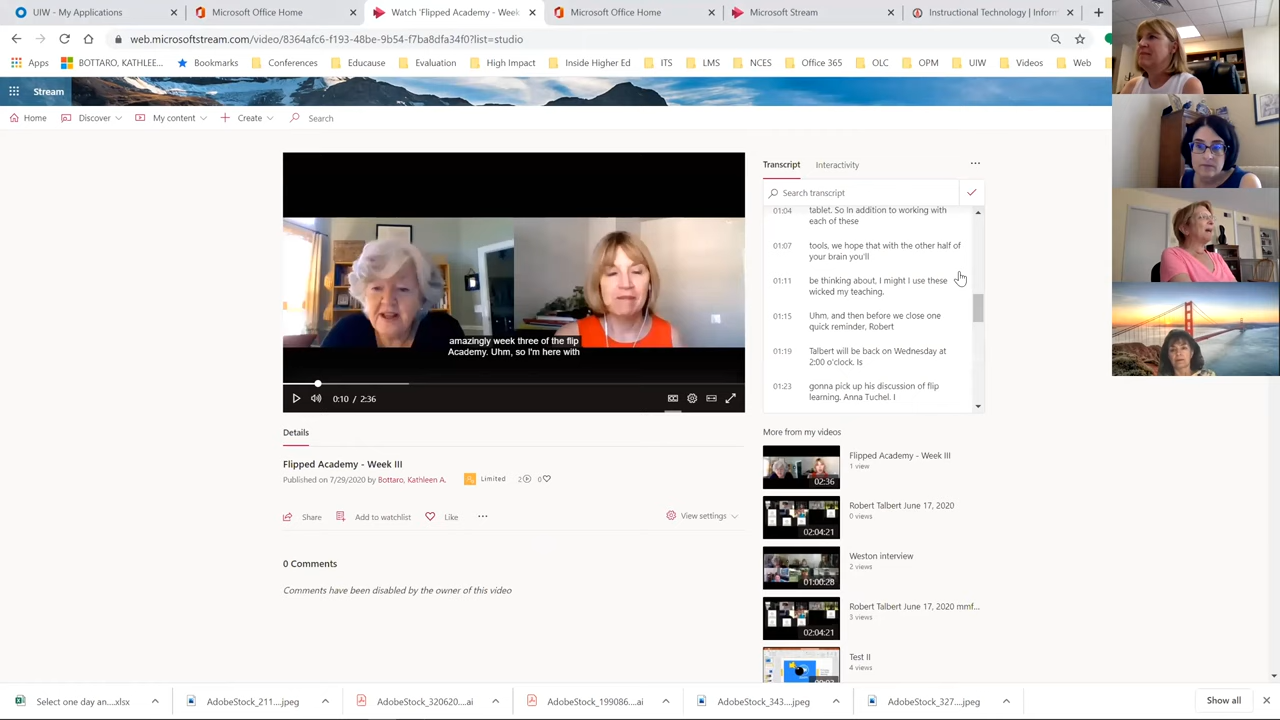 UIW - My Applications
Microsoft Office Home
Watch 'Flipped Academy - Week
Microsoft Office Home
Microsoft Stream
Instructional Technology | Inform
web.microsoftstream.com/video/8364afc6-f193-48be-9b54-f7ba8dfa34f0?list=studio
Apps
BOTTARO, KATHLEE...
Bookmarks
Conferences
Educause
Evaluation
High Impact
Inside Higher Ed
ITS
LMS
NCES
Office 365
OLC
OPM
UIW
Videos
Web
Stream
Home
Discover
My content
Create
Search
amazingly week three of the flip
Academy. Uhm, so I'm here with
0:10 / 2:36
Transcript
Interactivity
Search transcript
01:04 tablet. So In addition to working with
each of these
01:07 tools, we hope that with the other half of
your brain you'll
01:11 be thinking about, I might I use these
wicked my teaching.
01:15 Uhm, and then before we close one
quick reminder, Robert
01:19 Talbert will be back on Wednesday at
2:00 o'clock. Is
01:23 gonna pick up his discussion of flip
learning. Anna Tuchel. I
Details
Flipped Academy - Week III
Published on 7/29/2020 by Bottaro, Kathleen A.
Limited
2
0
Share
Add to watchlist
Like
View settings
0 Comments
Comments have been disabled by the owner of this video
More from my videos
02:36
Flipped Academy - Week III
1 view
02:04:21
Robert Talbert June 17, 2020
0 views
01:00:28
Weston interview
2 views
02:04:21
Robert Talbert June 17, 2020 mmf...
3 views
Test II
4 views
Select one day an....xlsx
AdobeStock_211....jpeg
AdobeStock_320620....ai
AdobeStock_199086....ai
AdobeStock_343....jpeg
AdobeStock_327....jpeg
Show all